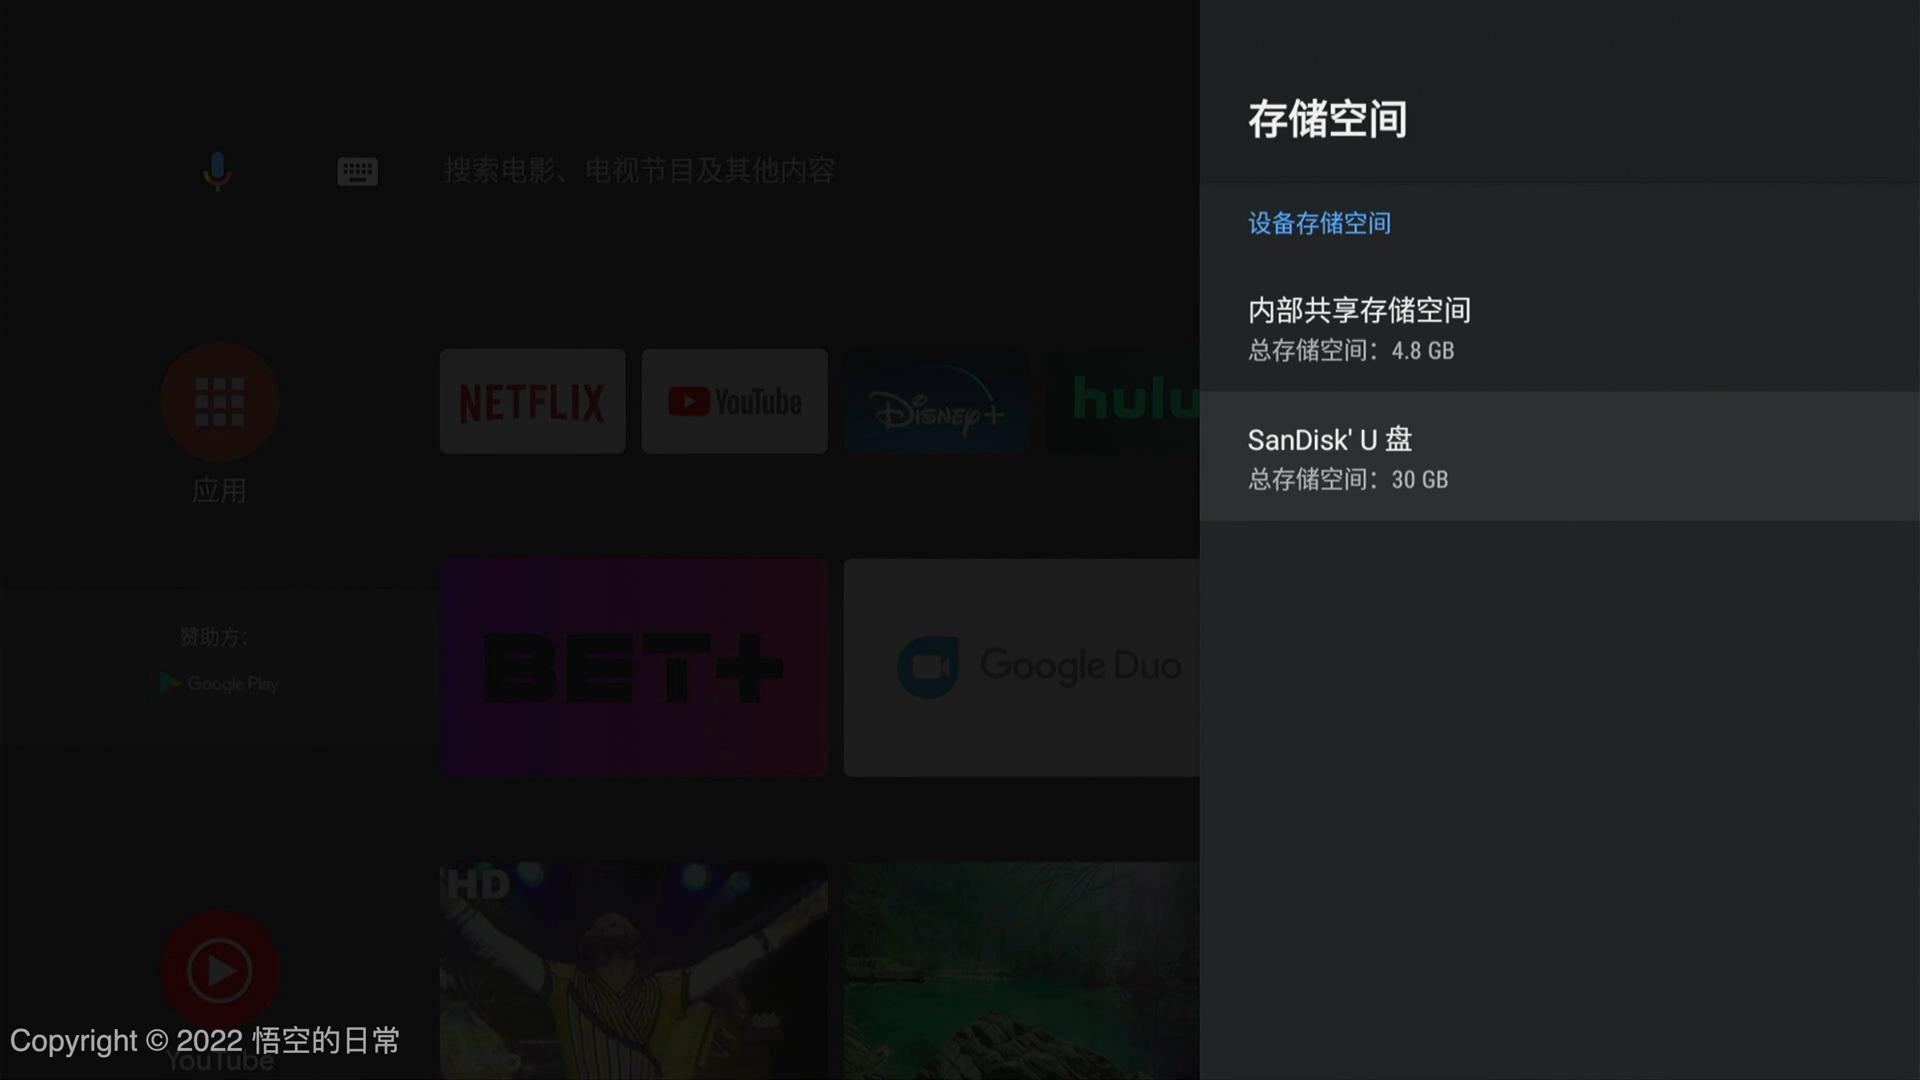 搜索电影、电视节目及其他内容
NETFLIX
YouTube
Disney+
hulu
应用
BET+
Google Duo
赞助方：
Google Play
HD
YouTube
Copyright © 2022 悟空的日常
存储空间
设备存储空间
内部共享存储空间
总存储空间：4.8 GB
SanDisk' U 盘
总存储空间：30 GB